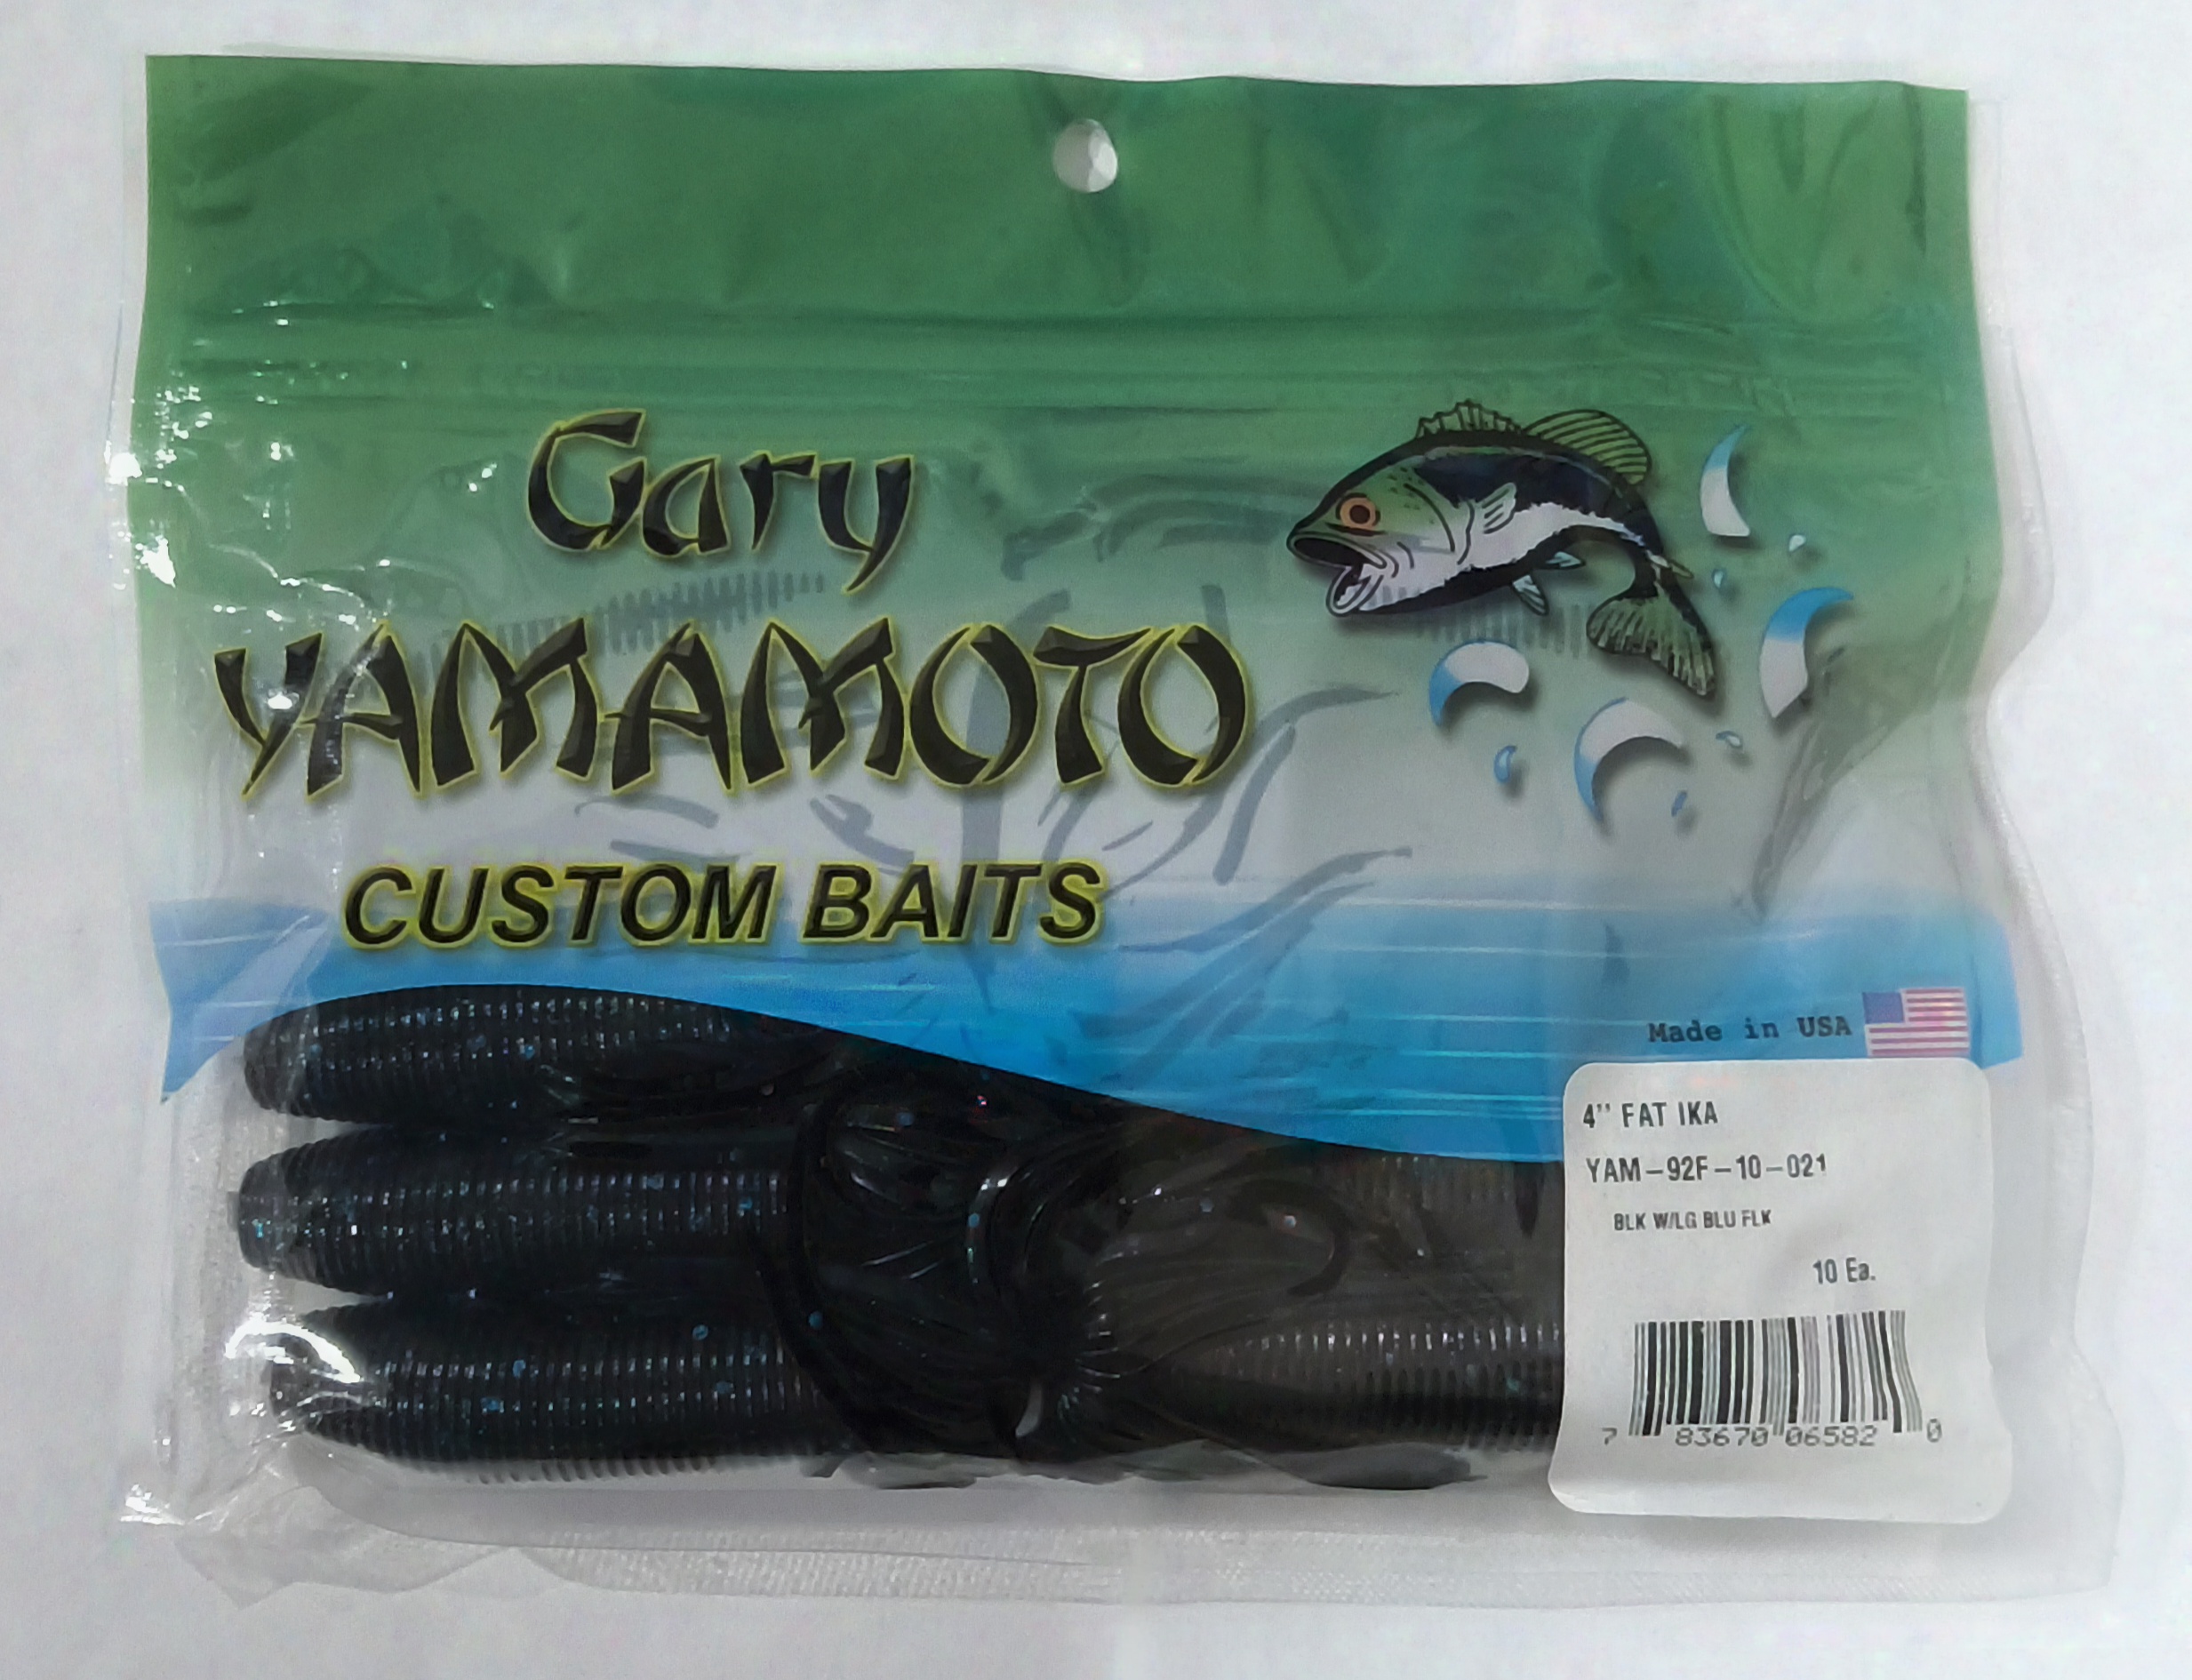 Gary
YAMAMOTO
CUSTOM BAITS
Made in USA
4'' FAT IKA
YAM-92F-10-021
BLK W/LG BLU FLK
10 Ea.
7 83670 06582 0